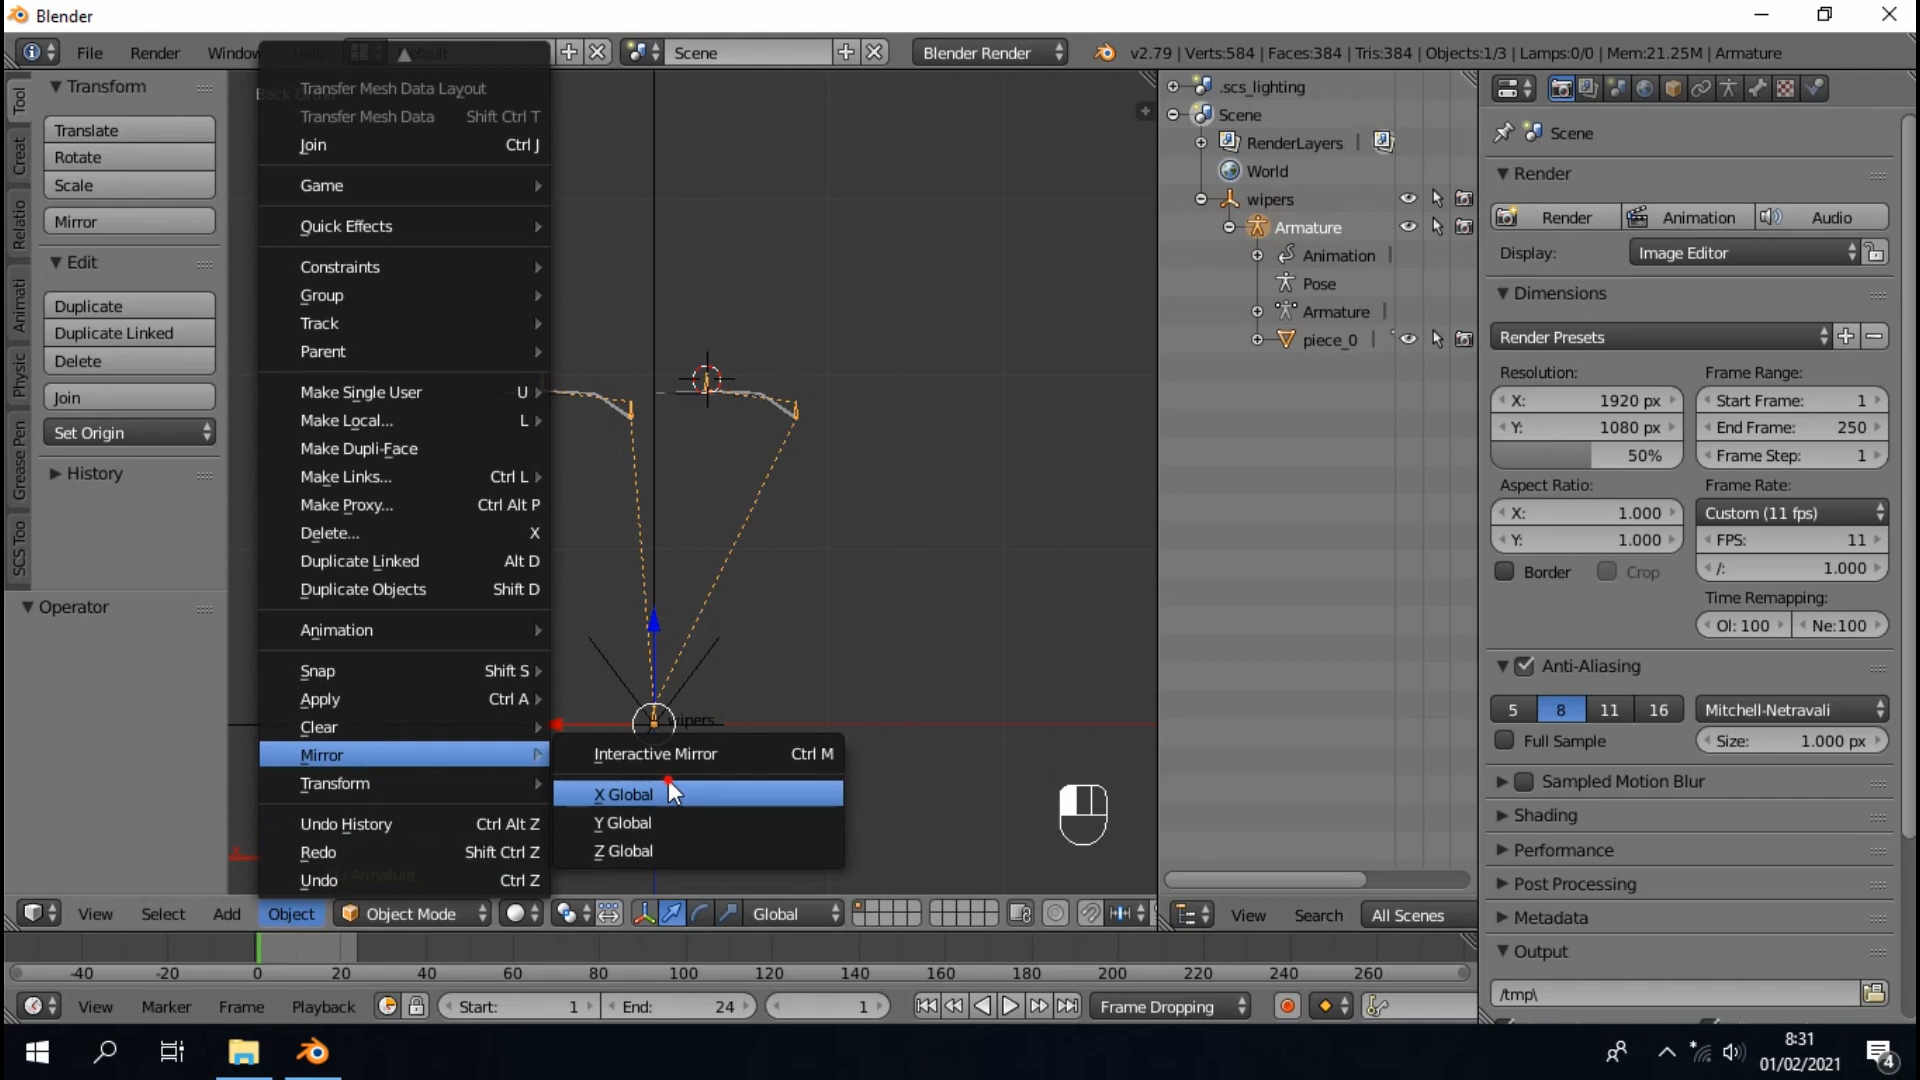 Blender
File
Render
Window
Default
Scene
Blender Render
v2.79 | Verts:584 | Faces:384 | Tris:384 | Objects:1/3 | Lamps:0/0 | Mem:21.25M | Armature
Tool
Creat
Relatio
Animati
Physic
Grease Pen
SCS Too
Transform
Translate
Rotate
Scale
Mirror
Edit
Duplicate
Duplicate Linked
Delete
Join
Set Origin
History
Operator
Transfer Mesh Data Layout
Transfer Mesh Data Shift Ctrl T
Join Ctrl J
Game
Quick Effects
Constraints
Group
Track
Parent
Make Single User U
Make Local... L
Make Dupli-Face
Make Links... Ctrl L
Make Proxy... Ctrl Alt P
Delete... X
Duplicate Linked Alt D
Duplicate Objects Shift D
Animation
Snap Shift S
Apply Ctrl A
Clear
Mirror
Transform
Undo History Ctrl Alt Z
Redo Shift Ctrl Z
Undo Ctrl Z
wipers
Interactive Mirror Ctrl M
X Global
Y Global
Z Global
View
Select
Add
Object
Object Mode
Global
.scs_lighting
Scene
RenderLayers |
World
wipers
Armature
Animation
Pose
Armature
piece_0
View
Search
All Scenes
Scene
Render
Render
Animation
Audio
Display:
Image Editor
Dimensions
Render Presets
Resolution:
X: 1920 px
Y: 1080 px
50%
Frame Range:
Start Frame: 1
End Frame: 250
Frame Step: 1
Aspect Ratio:
X: 1.000
Y: 1.000
Border
Crop
Frame Rate:
Custom (11 fps)
FPS: 11
/: 1.000
Time Remapping:
Ol: 100
Ne:100
Anti-Aliasing
5 8 11 16
Mitchell-Netravali
Full Sample
Size: 1.000 px
Sampled Motion Blur
Shading
Performance
Post Processing
Metadata
Output
/tmp\
-40 -20 0 20 40 60 80 100 120 140 160 180 200 220 240 260
View
Marker
Frame
Playback
Start: 1
End: 24
1
Frame Dropping
8:31
01/02/2021
4